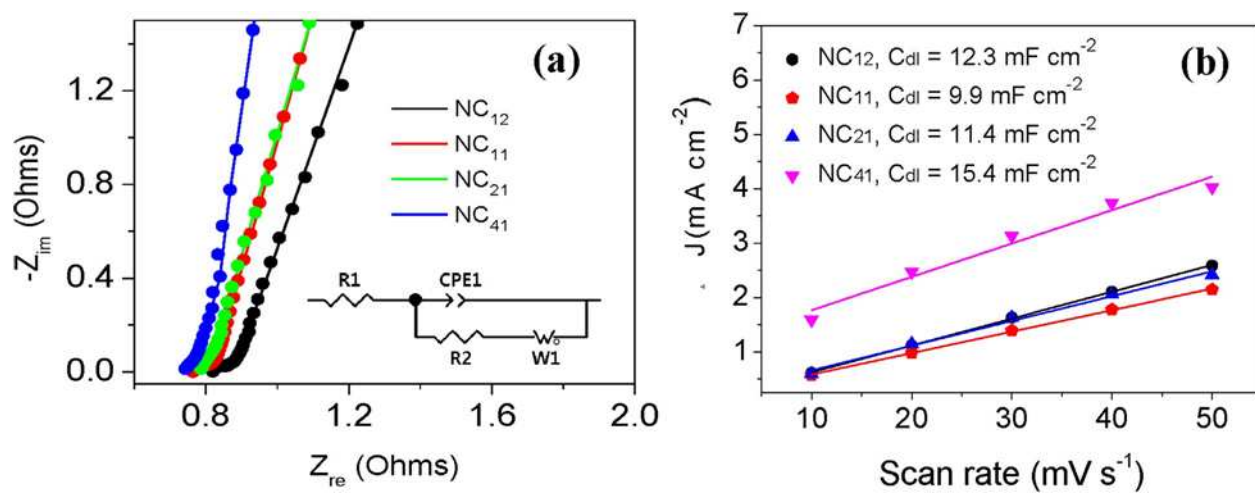 (a)
NC12
NC11
NC21
NC41
R1
CPE1
R2
W1
-Zim (Ohms)
1.2
0.8
0.4
0.0
0.8
1.2
1.6
2.0
Zre (Ohms)
(b)
NC12, Cdl = 12.3 mF cm-2
NC11, Cdl = 9.9 mF cm-2
NC21, Cdl = 11.4 mF cm-2
NC41, Cdl = 15.4 mF cm-2
J(mA cm-2)
7
6
5
4
3
2
1
10
20
30
40
50
Scan rate (mV s-1)